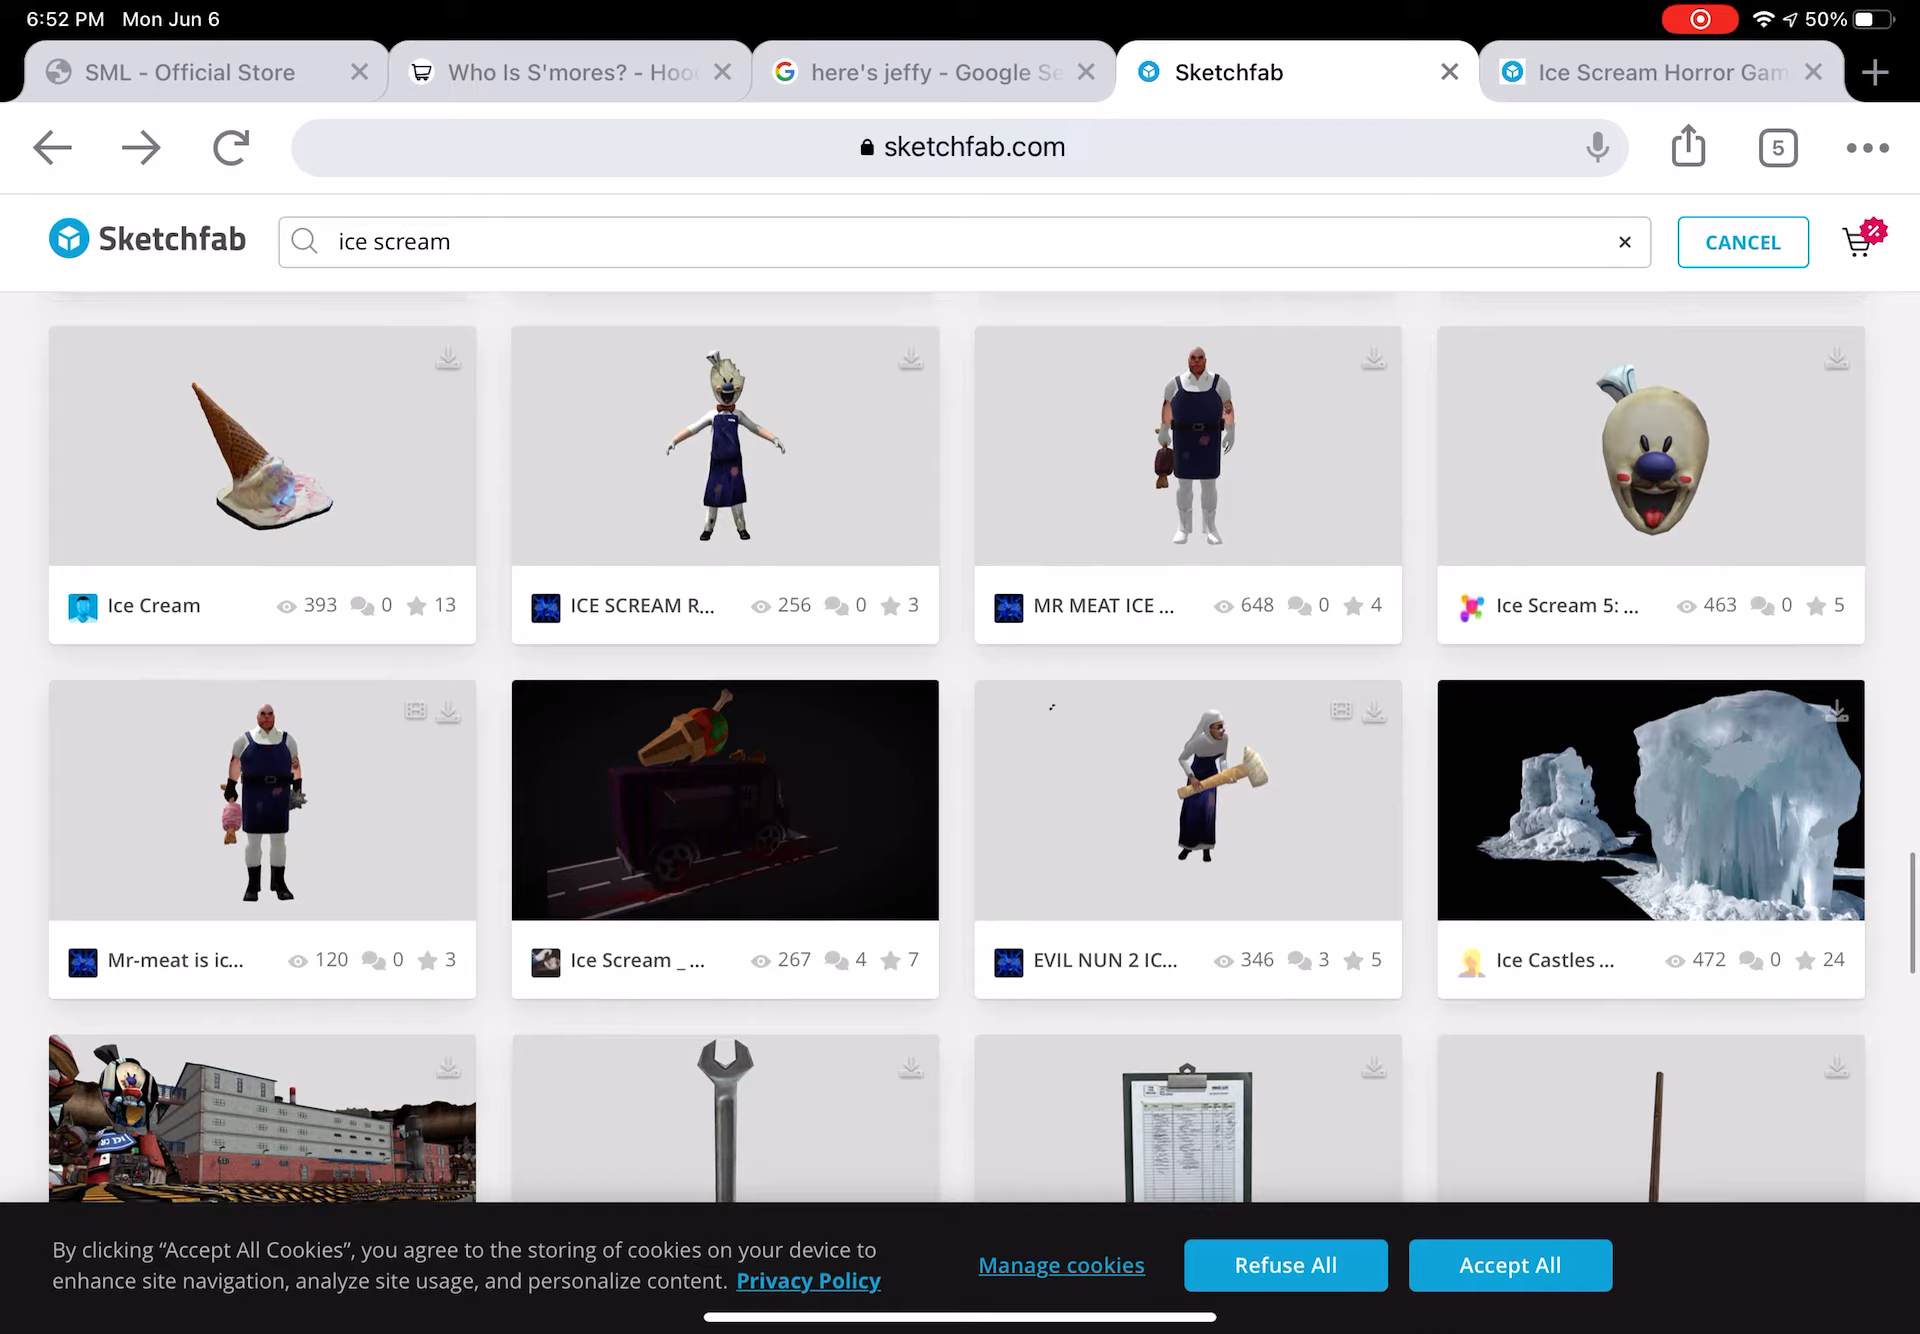 6:52 PM Mon Jun 6
50%
SML - Official Store
Who Is S'mores? - Hoo
here's jeffy - Google Se
Sketchfab
Ice Scream Horror Gam
sketchfab.com
5
Sketchfab
ice scream
CANCEL
%
Ice Cream 393 0 13
ICE SCREAM R... 256 0 3
MR MEAT ICE ... 648 0 4
Ice Scream 5: ... 463 0 5
Mr-meat is ic... 120 0 3
Ice Scream _ ... 267 4 7
EVIL NUN 2 IC... 346 3 5
Ice Castles ... 472 0 24
By clicking “Accept All Cookies”, you agree to the storing of cookies on your device to
enhance site navigation, analyze site usage, and personalize content. Privacy Policy
Manage cookies
Refuse All
Accept All